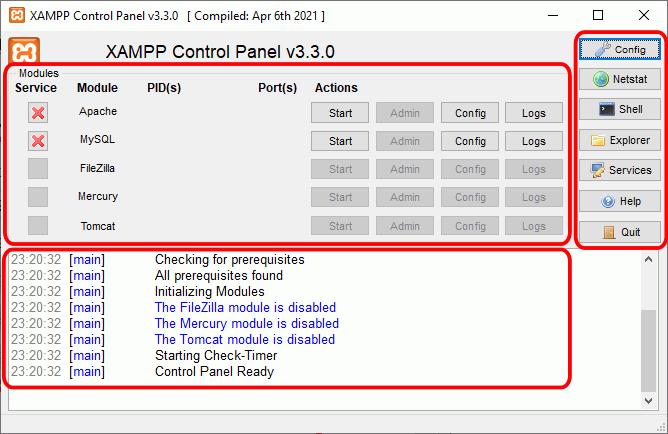 XAMPP Control Panel v3.3.0 [ Compiled: Apr 6th 2021 ]
XAMPP Control Panel v3.3.0
Modules
Service Module PID(s) Port(s) Actions
Apache Start Admin Config Logs
MySQL Start Admin Config Logs
FileZilla Start Admin Config Logs
Mercury Start Admin Config Logs
Tomcat Start Admin Config Logs
Config
Netstat
Shell
Explorer
Services
Help
Quit
23:20:32 [main] Checking for prerequisites
23:20:32 [main] All prerequisites found
23:20:32 [main] Initializing Modules
23:20:32 [main] The FileZilla module is disabled
23:20:32 [main] The Mercury module is disabled
23:20:32 [main] The Tomcat module is disabled
23:20:32 [main] Starting Check-Timer
23:20:32 [main] Control Panel Ready